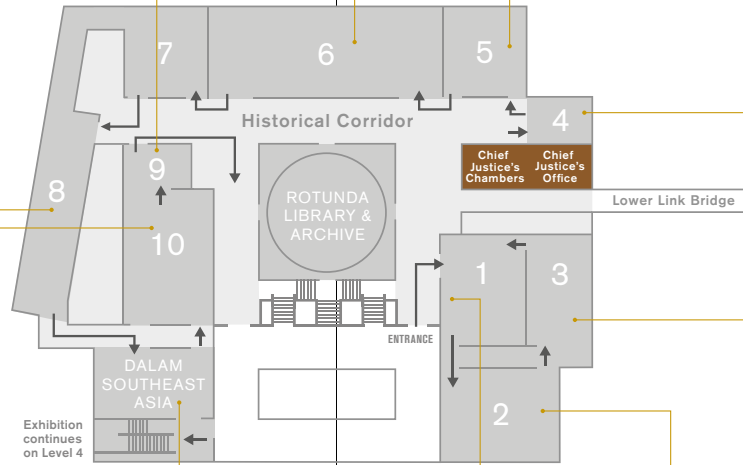 7
6
5
Historical Corridor
4
Chief
Justice's
Chambers
Chief
Justice's
Office
9
8
ROTUNDA
LIBRARY &
ARCHIVE
Lower Link Bridge
10
1
3
ENTRANCE
DALAM
SOUTHEAST
ASIA
2
Exhibition
continues
on Level 4